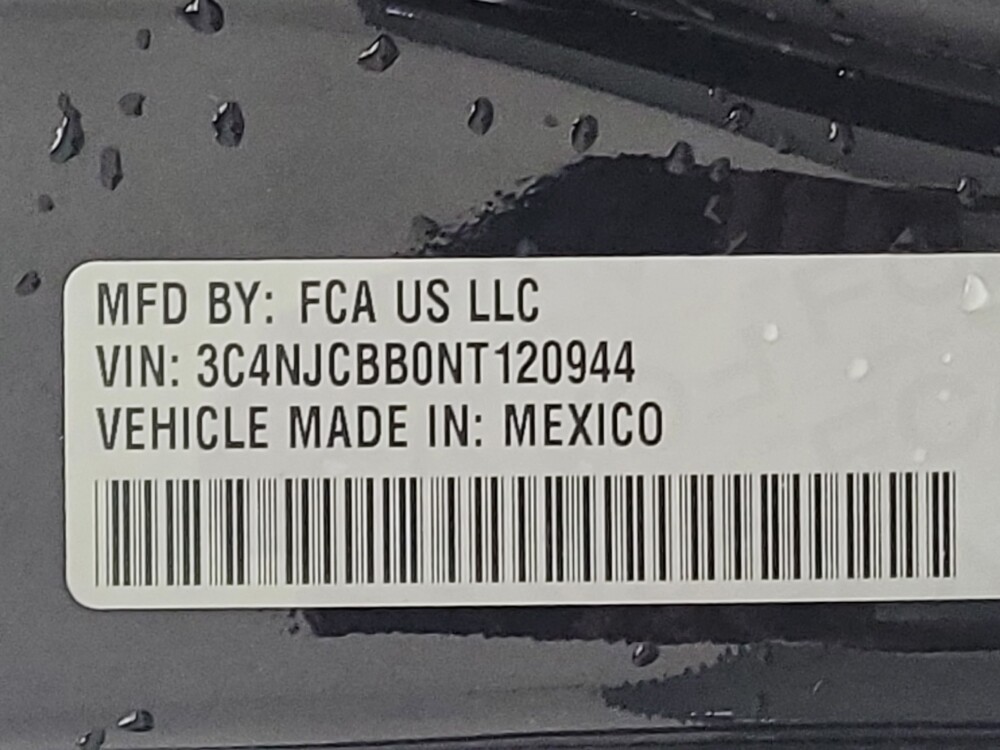 MFD BY: FCA US LLC
VIN: 3C4NJCBB0NT120944
VEHICLE MADE IN: MEXICO